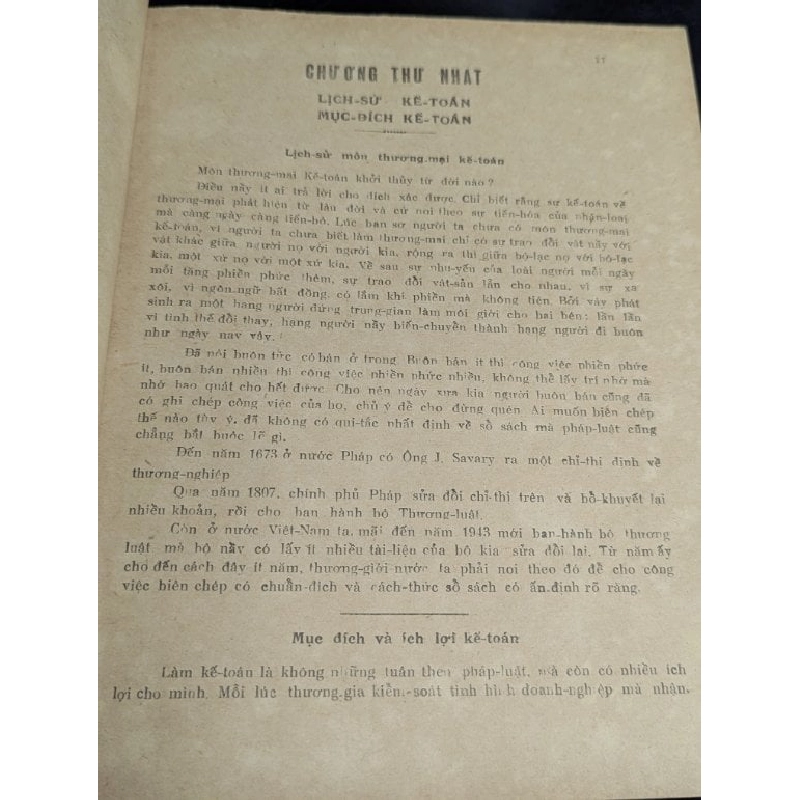 11
CHƯƠNG THƯ NHAT
LỊCH-SỬ KẾ-TOÁN
MỤC-ĐÍCH KẾ-TOÁN
Lịch-sử môn thương-mại kế-toán
Môn thương-mại Kế-toán khởi thủy từ đời nào ?
Điều nầy ít ai trả lời cho đích xác được. Chỉ biết rằng sự kế-toán về
thương-mại phát hiện từ lâu đời và cứ noi theo sự tiến-hóa của nhân-loại
mà càng ngày càng tiến-bộ. Lúc ban sơ người ta chưa có môn thương-mại
kế-toán, vì người ta chưa biết làm thương-mại chỉ có sự trao đổi vật nầy với
vật khác giữa người nọ với người kia, rộng ra thì giữa bộ-lạc nọ với bộ-lạc
kia, một xứ nọ với một xứ kia. Về sau sự nhu-yếu của loài người mỗi ngày
mỗi tăng phiền phức thêm, sự trao đổi vật-sản lẫn cho nhau, vì sự xa
xôi, vì ngôn-ngữ bất đồng, có lắm khi phiền mà không tiện. Bởi vậy phát
sinh ra một hạng người đứng trung-gian làm môi giới cho hai bên; lần lần
vì tình thế đổi thay, hạng người nầy biến-chuyển thành hạng người đi buôn
như ngày nay vậy.
Đã nói buôn tức có bán ở trong. Buôn bán ít thì công việc phiền phức
ít, buôn bán nhiều thì công việc phiền phức nhiều, không thể lấy trí nhớ mà
nhớ bao quát cho hết được. Cho nên ngày xưa kia người buôn bán cũng đã
có ghi chép công việc của họ, chủ ý để cho đừng quên. Ai muốn biên chép
thế nào tùy ý, đã không có qui-tắc nhất định về sổ sách mà pháp-luật cũng
chẳng bắt buộc lẽ gì.
Đến năm 1673 ở nước Pháp có Ông J. Savary ra một chỉ-thị định về
thương-nghiệp
Qua năm 1807, chính phủ Pháp sửa đổi chỉ-thị trên và bổ-khuyết lại
nhiều khoản, rồi cho ban hành bộ Thương-luật.
Còn ở nước Việt-Nam ta, mãi đến năm 1943 mới ban-hành bộ thương
luật mà bộ nầy có lấy ít nhiều tài-liệu của bộ kia sửa đổi lại. Từ năm ấy
cho đến cách đây ít năm, thương-giới nước ta phải noi theo đó để cho công
việc biên chép có chuẩn-đích và cách-thức sổ sách có ấn-định rõ ràng.
Mục đích và ích lợi kế-toán
Làm kế-toán là không những tuân theo pháp-luật, mà còn có nhiều ích
lợi cho mình. Mỗi lúc thương-gia kiểm-soát tình hình doanh-nghiệp mà nhận